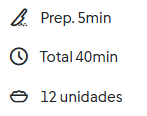 Prep. 5min
Total 40min
12 unidades